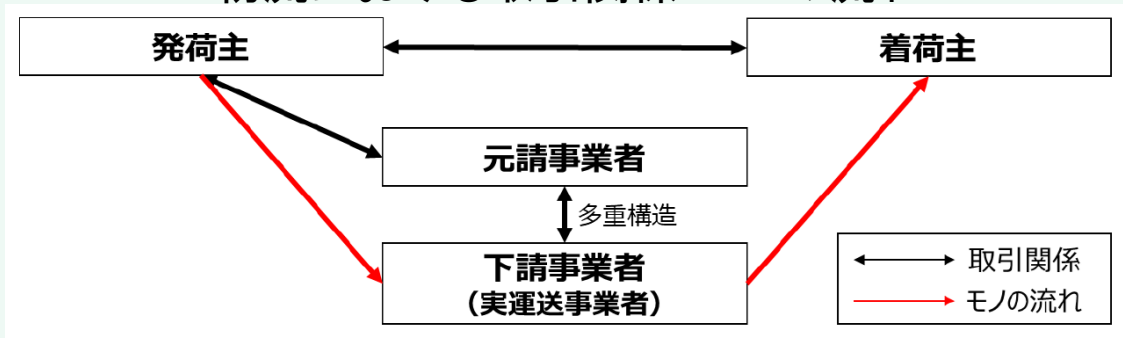 発荷主
着荷主
元請事業者
多重構造
下請事業者
（実運送事業者）
取引関係
モノの流れ